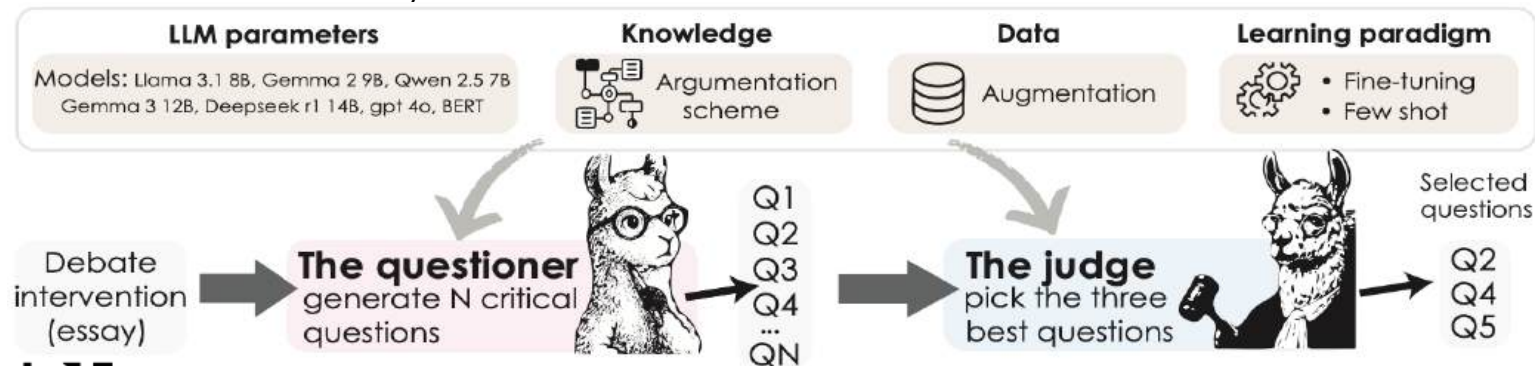 LLM parameters
Models: Llama 3.1 8B, Gemma 2 9B, Qwen 2.5 7B
Gemma 3 12B, Deepseek r1 14B, gpt 4o, BERT
Knowledge
Argumentation
scheme
Data
Augmentation
Learning paradigm
• Fine-tuning
• Few shot
Debate
intervention
(essay)
The questioner
generate N critical
questions
Q1
Q2
Q3
Q4
...
QN
The judge
pick the three
best questions
Selected
questions
Q2
Q4
Q5